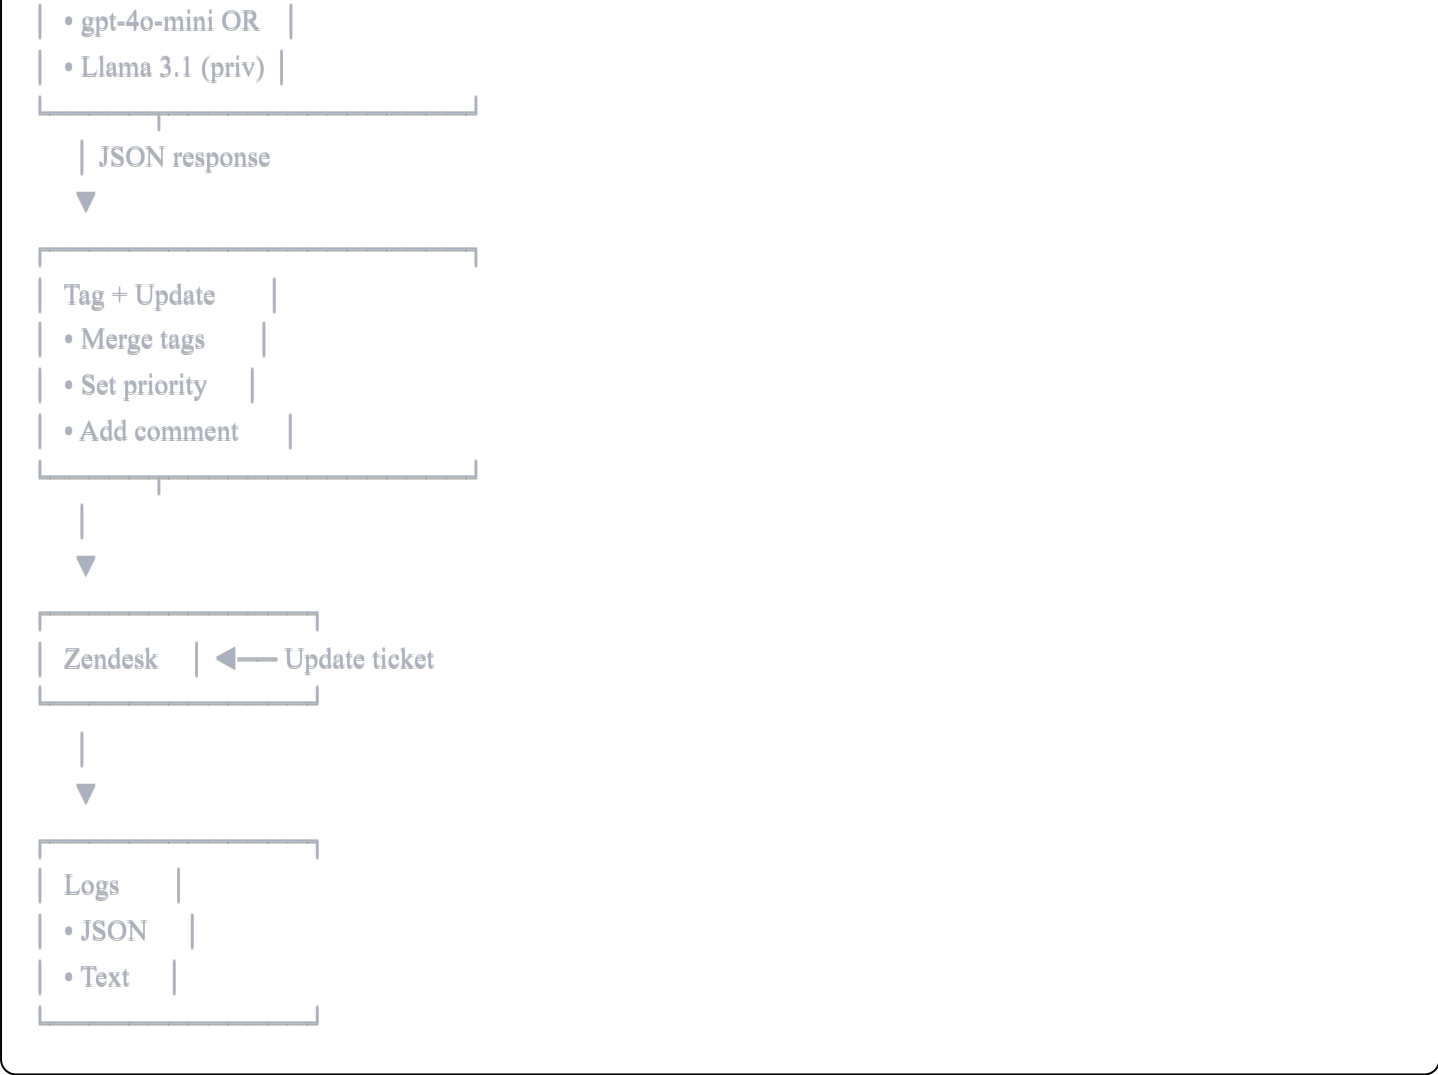 • gpt-4o-mini OR
• Llama 3.1 (priv)
JSON response
Tag + Update
• Merge tags
• Set priority
• Add comment
Zendesk
Update ticket
Logs
• JSON
• Text